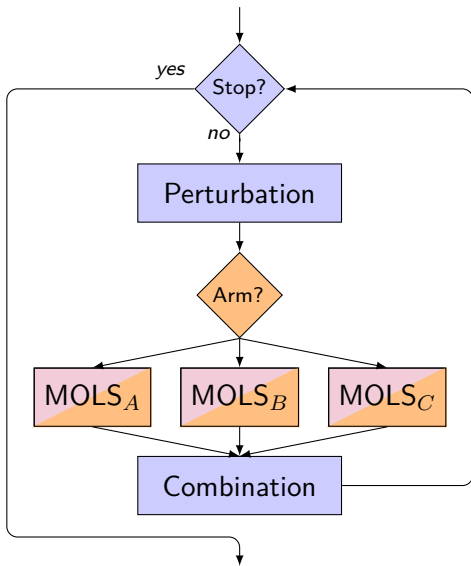 yes
Stop?
no
Perturbation
Arm?
MOLS_A MOLS_B MOLS_C
Combination